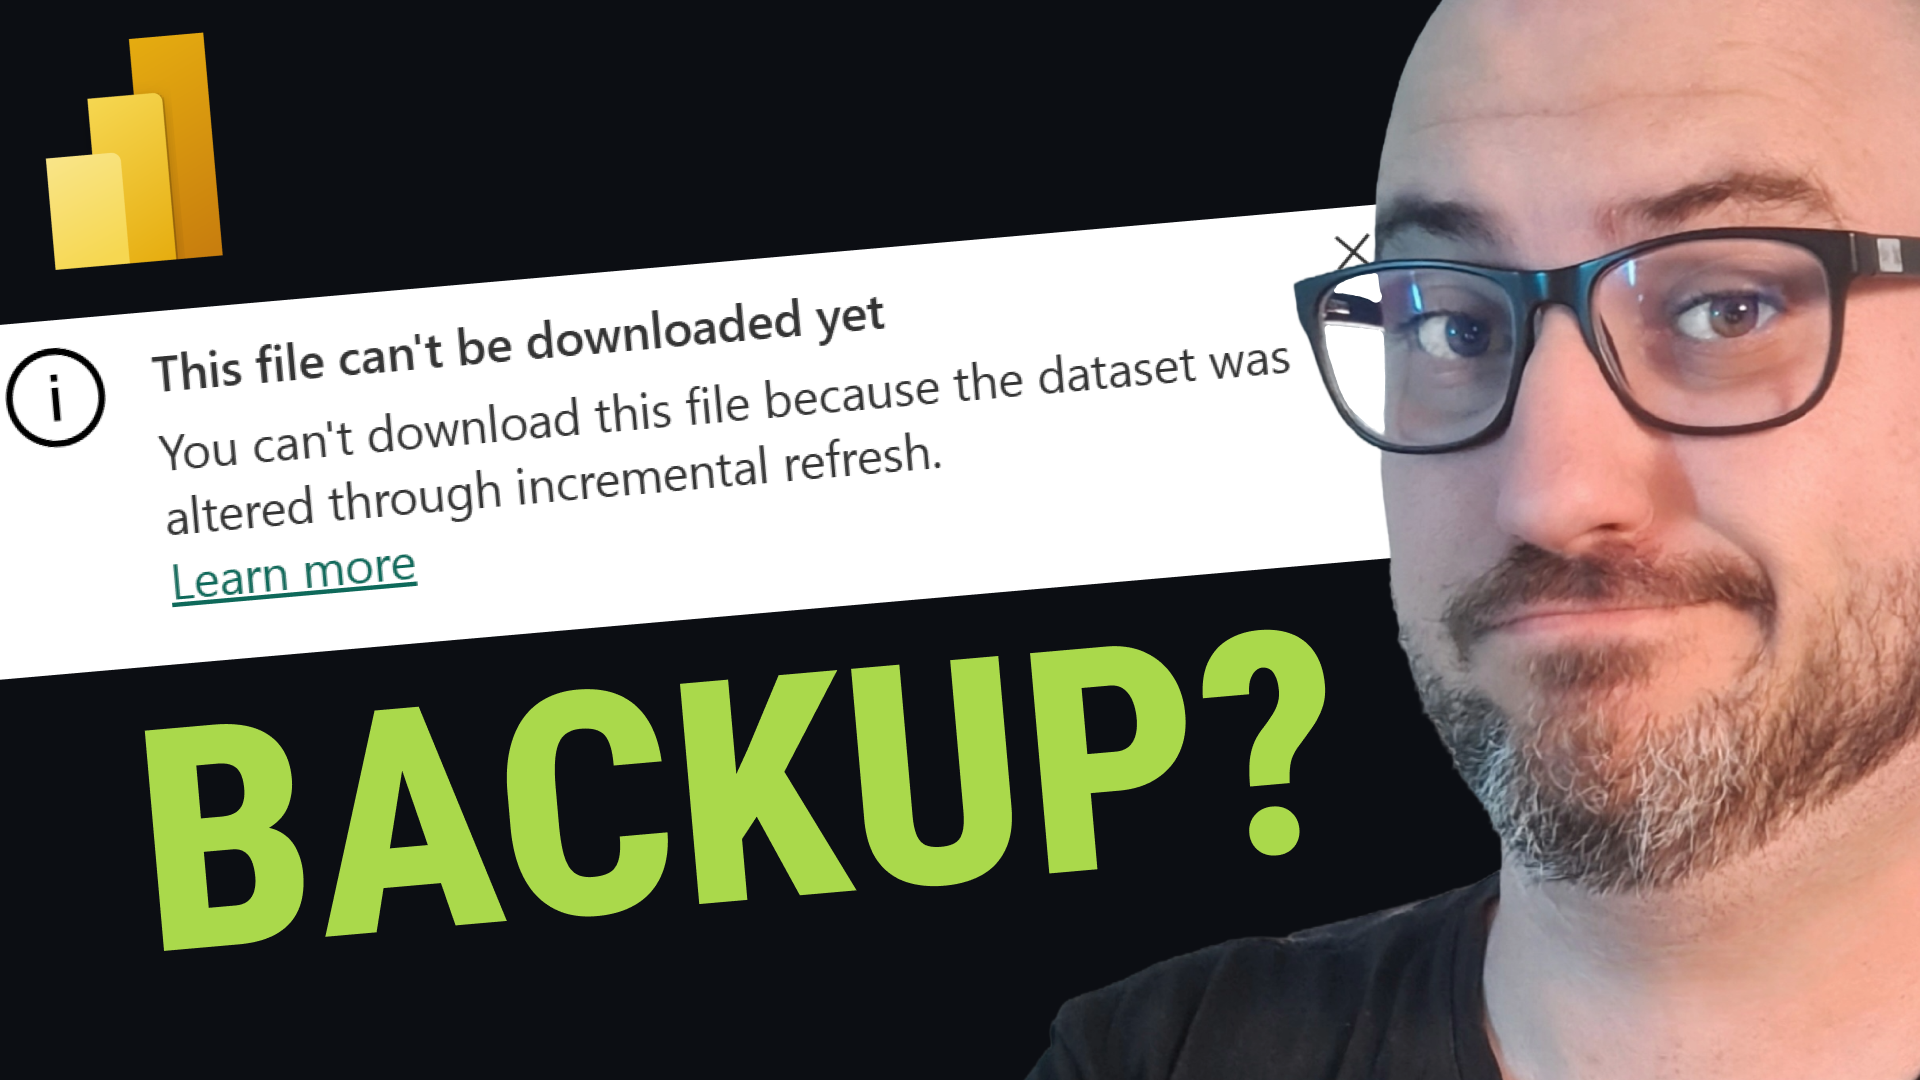 This file can't be downloaded yet
You can't download this file because the dataset was
altered through incremental refresh.
Learn more
BACKUP?